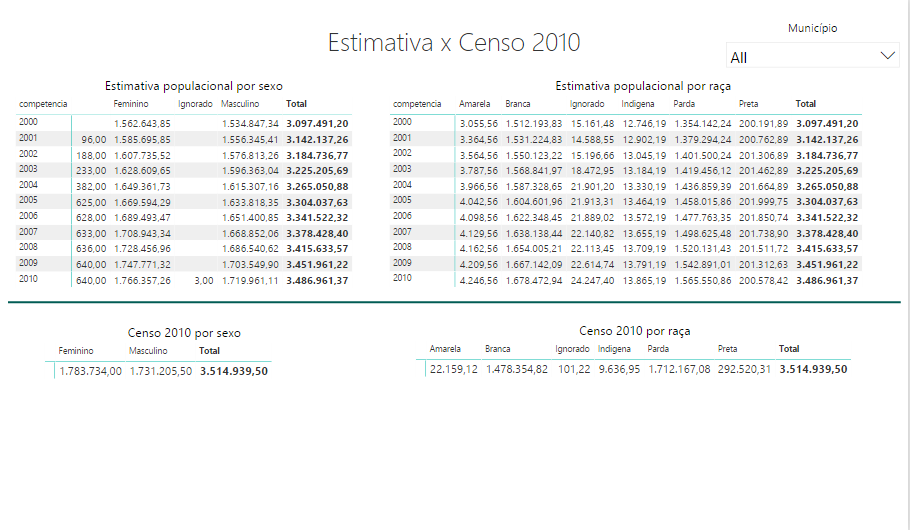 Município
Estimativa x Censo 2010
All
Estimativa populacional por sexo
competencia Feminino Ignorado Masculino Total
2000 1.562.643,85 1.534.847,34 3.097.491,20
2001 96,00 1.585.695,85 1.556.345,41 3.142.137,26
2002 188,00 1.607.735,52 1.576.813,26 3.184.736,77
2003 233,00 1.628.609,65 1.596.363,04 3.225.205,69
2004 382,00 1.649.361,73 1.615.307,16 3.265.050,88
2005 625,00 1.669.594,29 1.633.818,35 3.304.037,63
2006 628,00 1.689.493,47 1.651.400,85 3.341.522,32
2007 633,00 1.708.943,34 1.668.852,06 3.378.428,40
2008 636,00 1.728.456,96 1.686.540,62 3.415.633,57
2009 640,00 1.747.771,32 1.703.549,90 3.451.961,22
2010 640,00 1.766.357,26 3,00 1.719.961,11 3.486.961,37
Estimativa populacional por raça
competencia Amarela Branca Ignorado Indigena Parda Preta Total
2000 3.055,56 1.512.193,83 15.161,48 12.746,19 1.354.142,24 200.191,89 3.097.491,20
2001 3.364,56 1.531.224,83 14.588,55 12.902,19 1.379.294,24 200.762,89 3.142.137,26
2002 3.564,56 1.550.123,22 15.196,66 13.045,19 1.401.500,24 201.306,89 3.184.736,77
2003 3.787,56 1.568.841,97 18.472,95 13.184,19 1.419.456,12 201.462,89 3.225.205,69
2004 3.966,56 1.587.328,65 21.901,20 13.330,19 1.436.859,39 201.664,89 3.265.050,88
2005 4.042,56 1.604.601,96 21.913,31 13.464,19 1.458.015,86 201.999,75 3.304.037,63
2006 4.098,56 1.622.348,45 21.889,02 13.572,19 1.477.763,35 201.850,74 3.341.522,32
2007 4.129,56 1.638.138,44 22.140,82 13.655,19 1.498.625,48 201.738,90 3.378.428,40
2008 4.162,56 1.654.005,21 22.113,45 13.709,19 1.520.131,43 201.511,72 3.415.633,57
2009 4.209,56 1.667.142,09 22.614,74 13.791,19 1.542.891,01 201.312,63 3.451.961,22
2010 4.246,56 1.678.472,94 24.247,40 13.865,19 1.565.550,86 200.578,42 3.486.961,37
Censo 2010 por sexo
Feminino Masculino Total
1.783.734,00 1.731.205,50 3.514.939,50
Censo 2010 por raça
Amarela Branca Ignorado Indigena Parda Preta Total
22.159,12 1.478.354,82 101,22 9.636,95 1.712.167,08 292.520,31 3.514.939,50